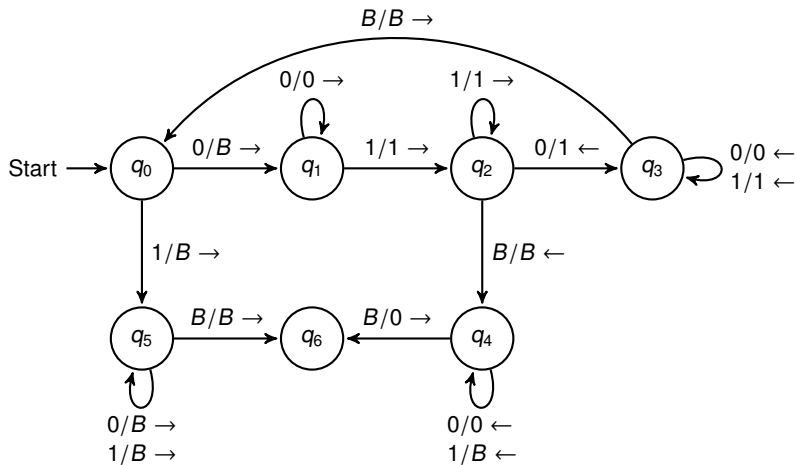 B/B →
0/0 →
1/1 →
Start
q0
0/B →
q1
1/1 →
q2
0/1 ←
q3
0/0 ←
1/1 ←
1/B →
B/B ←
q5
B/B →
q6
B/0 →
q4
0/B →
1/B →
0/0 ←
1/B ←